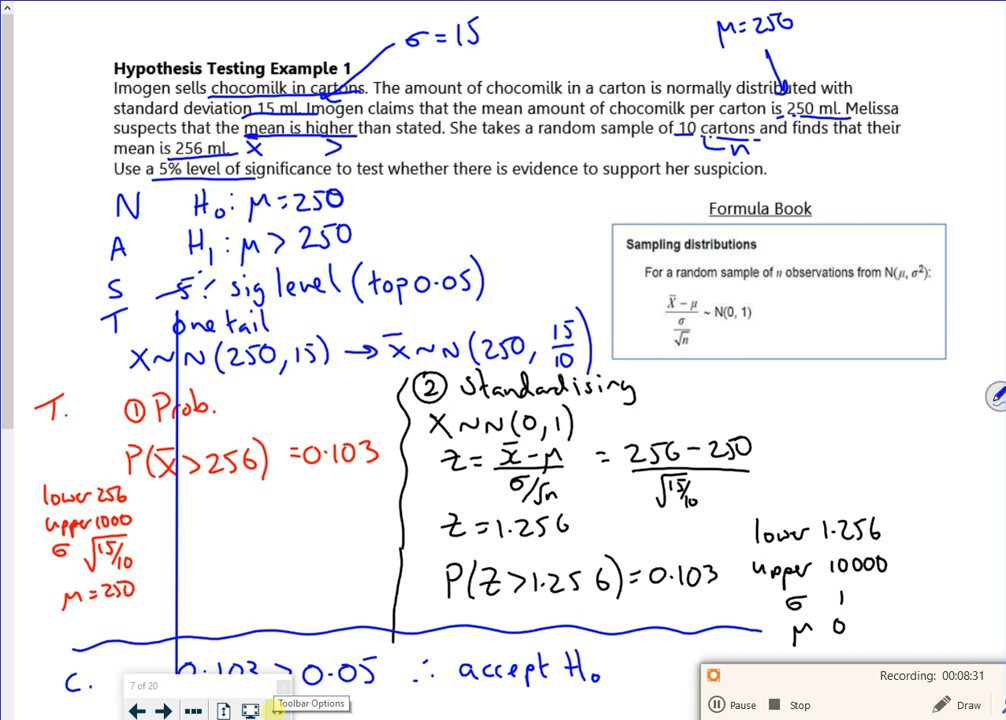 σ = 15
μ = 256
Hypothesis Testing Example 1
Imogen sells chocomilk in cartons. The amount of chocomilk in a carton is normally distributed with
standard deviation 15 ml. Imogen claims that the mean amount of chocomilk per carton is 250 ml. Melissa
suspects that the mean is higher than stated. She takes a random sample of 10 cartons and finds that their
mean is 256 ml. x̄ > n
Use a 5% level of significance to test whether there is evidence to support her suspicion.
N H₀: μ = 250
A H₁: μ > 250
S 5% sig level (top 0.05)
T one tail
X ~ N(250, 15) → X̄ ~ N(250, 15/10)
Formula Book
Sampling distributions
For a random sample of n observations from N(μ, σ²):
(X̄ − μ)/(σ/√n) ~ N(0, 1)
T. ① Prob.
P(x̄ > 256) = 0.103
lower 256
upper 1000
σ √15/10
μ = 250
② Standardising
X ~ N(0, 1)
z = (x̄ − μ)/(σ/√n) = (256 − 250)/√15/10
z = 1.256
P(z > 1.256) = 0.103
lower 1.256
upper 10000
σ 1
μ 0
C. 0.103 > 0.05 ∴ accept H₀
7 of 20
Toolbar Options
Recording: 00:08:31
Pause Stop Draw